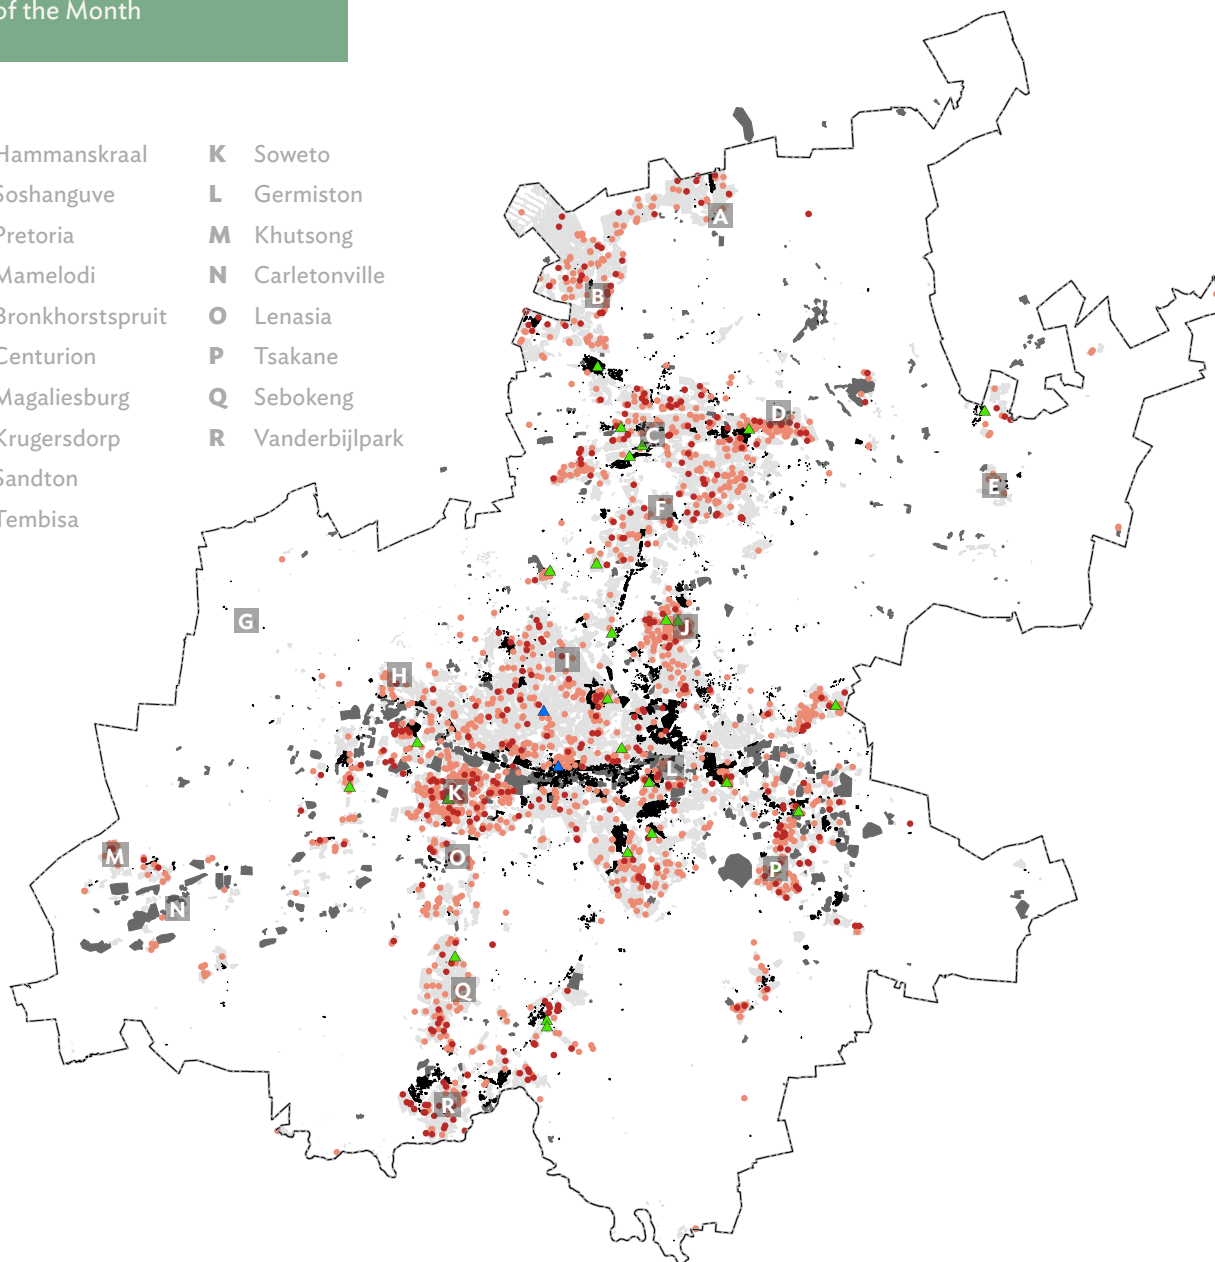 of the Month
Hammanskraal
Soshanguve
Pretoria
Mamelodi
Bronkhorstspruit
Centurion
Magaliesburg
Krugersdorp
Sandton
Tembisa
K Soweto
L Germiston
M Khutsong
N Carletonville
O Lenasia
P Tsakane
Q Sebokeng
R Vanderbijlpark
A
B
D
C
E
F
G
J
I
H
L
K
M
O
P
N
Q
R